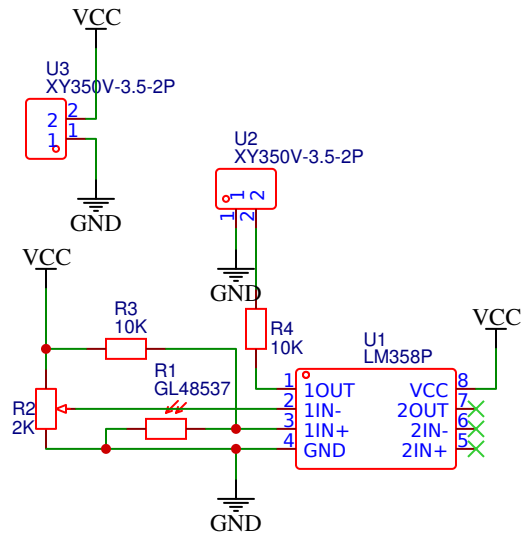 VCC
U3
XY350V-3.5-2P
2 2
1 1
GND
U2
XY350V-3.5-2P
1 2
1 2
GND
VCC
VCC
R3
10K
R4
10K
U1
LM358P
R1
GL48537
R2
2K
1 1OUT VCC 8
2 1IN- 2OUT 7
3 1IN+ 2IN- 6
4 GND 2IN+ 5
GND